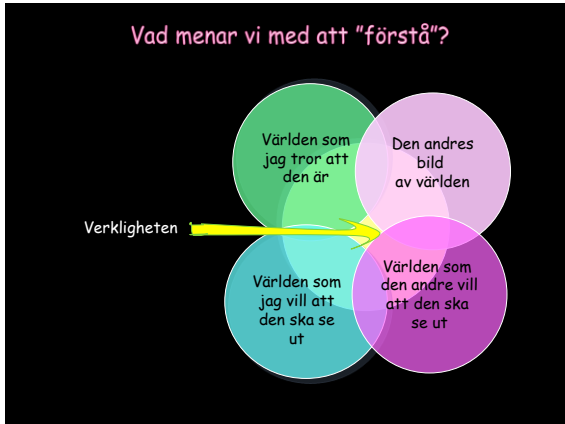 Vad menar vi med att ”förstå”?
Världen som
jag tror att
den är
Den andres
bild
av världen
Verkligheten
Världen som
jag vill att
den ska se
ut
Världen som
den andre vill
att den ska
se ut